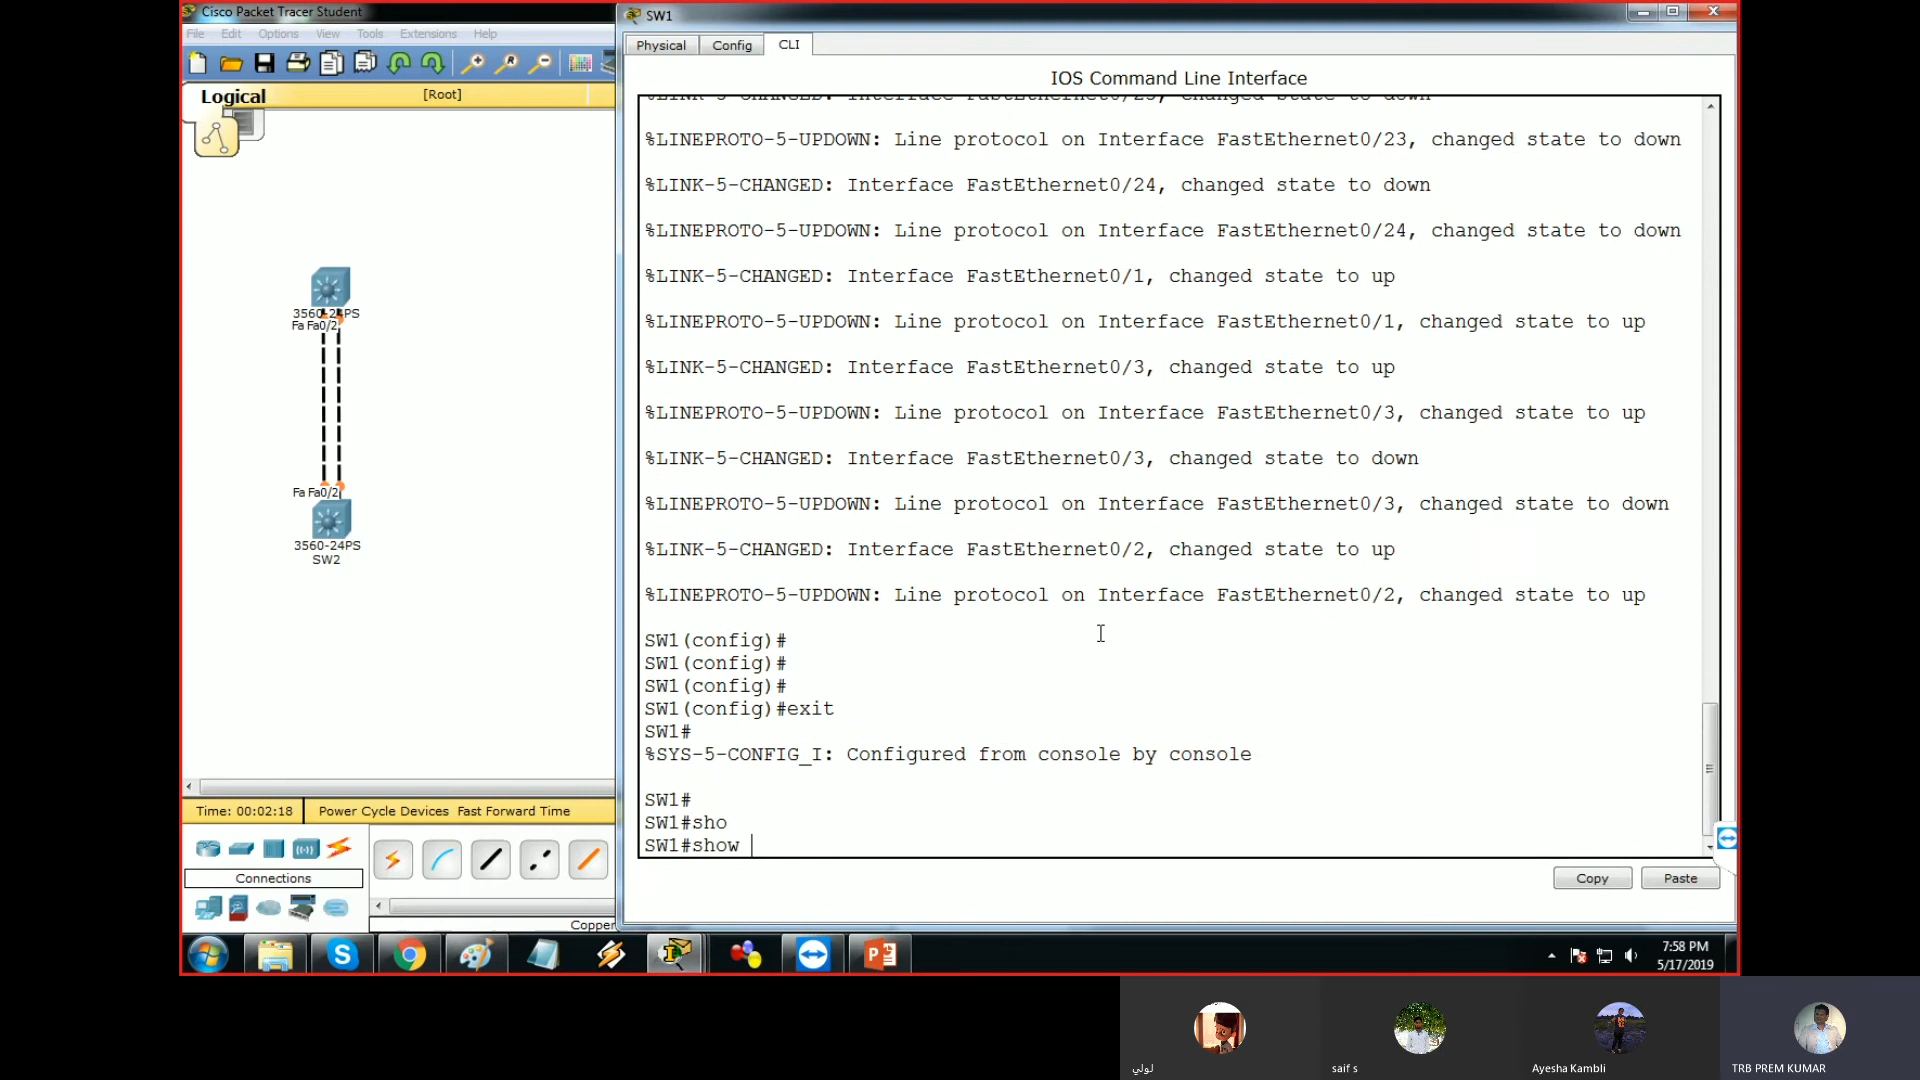 Cisco Packet Tracer Student
File Edit Options View Tools Extensions Help
Logical
[Root]
3560-24PS
Fa Fa0/2
Fa Fa0/2
3560-24PS
SW2
Time: 00:02:18
Power Cycle Devices Fast Forward Time
Connections
Copper
SW1
Physical Config CLI
IOS Command Line Interface
%LINEPROTO-5-UPDOWN: Line protocol on Interface FastEthernet0/23, changed state to down
%LINK-5-CHANGED: Interface FastEthernet0/24, changed state to down
%LINEPROTO-5-UPDOWN: Line protocol on Interface FastEthernet0/24, changed state to down
%LINK-5-CHANGED: Interface FastEthernet0/1, changed state to up
%LINEPROTO-5-UPDOWN: Line protocol on Interface FastEthernet0/1, changed state to up
%LINK-5-CHANGED: Interface FastEthernet0/3, changed state to up
%LINEPROTO-5-UPDOWN: Line protocol on Interface FastEthernet0/3, changed state to up
%LINK-5-CHANGED: Interface FastEthernet0/3, changed state to down
%LINEPROTO-5-UPDOWN: Line protocol on Interface FastEthernet0/3, changed state to down
%LINK-5-CHANGED: Interface FastEthernet0/2, changed state to up
%LINEPROTO-5-UPDOWN: Line protocol on Interface FastEthernet0/2, changed state to up
SW1(config)#
SW1(config)#
SW1(config)#
SW1(config)#exit
SW1#
%SYS-5-CONFIG_I: Configured from console by console
SW1#
SW1#sho
SW1#show
Copy Paste
7:58 PM
5/17/2019
لولي
saif s
Ayesha Kambli
TRB PREM KUMAR